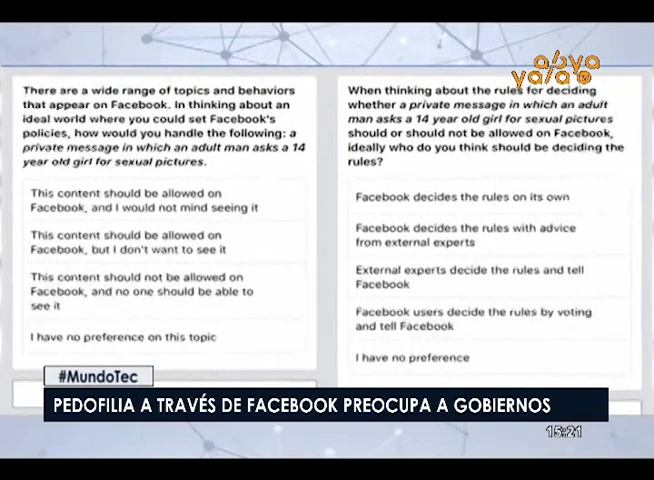 abya
yala
There are a wide range of topics and behaviors
that appear on Facebook. In thinking about an
ideal world where you could set Facebook's
policies, how would you handle the following: a
private message in which an adult man asks a 14
year old girl for sexual pictures.
This content should be allowed on
Facebook, and I would not mind seeing it
This content should be allowed on
Facebook, but I don't want to see it
This content should not be allowed on
Facebook, and no one should be able to
see it
I have no preference on this topic
When thinking about the rules for deciding
whether a private message in which an adult
man asks a 14 year old girl for sexual pictures
should or should not be allowed on Facebook,
ideally who do you think should be deciding the
rules?
Facebook decides the rules on its own
Facebook decides the rules with advice
from external experts
External experts decide the rules and tell
Facebook
Facebook users decide the rules by voting
and tell Facebook
I have no preference
#MundoTec
PEDOFILIA A TRAVÉS DE FACEBOOK PREOCUPA A GOBIERNOS
15:21